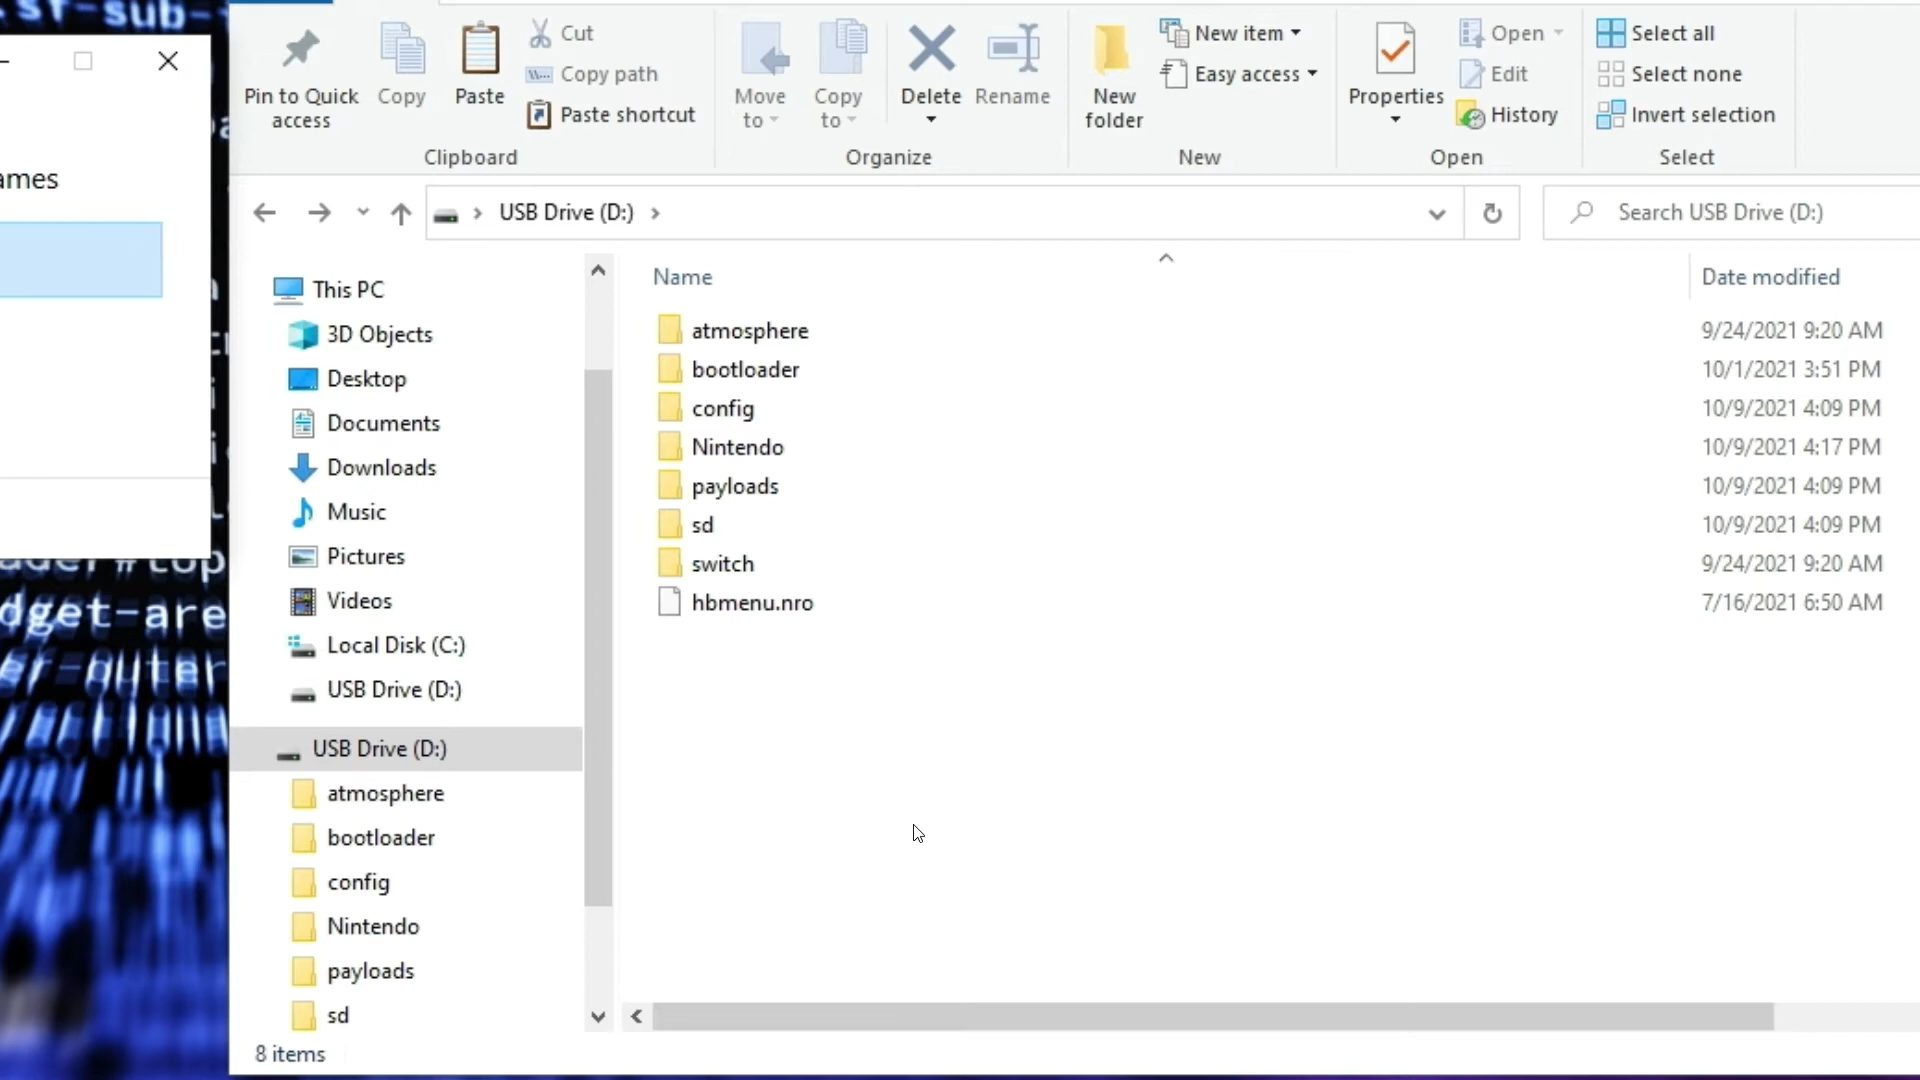 Pin to Quick access
Copy
Paste
Cut
Copy path
Paste shortcut
Clipboard
Move to
Copy to
Delete
Rename
Organize
New folder
New item
Easy access
New
Properties
Open
Edit
History
Open
Select all
Select none
Invert selection
Select
USB Drive (D:)
Search USB Drive (D:)
This PC
3D Objects
Desktop
Documents
Downloads
Music
Pictures
Videos
Local Disk (C:)
USB Drive (D:)
USB Drive (D:)
atmosphere
bootloader
config
Nintendo
payloads
sd
Name Date modified
atmosphere 9/24/2021 9:20 AM
bootloader 10/1/2021 3:51 PM
config 10/9/2021 4:09 PM
Nintendo 10/9/2021 4:17 PM
payloads 10/9/2021 4:09 PM
sd 10/9/2021 4:09 PM
switch 9/24/2021 9:20 AM
hbmenu.nro 7/16/2021 6:50 AM
8 items
ames
sf-sub-
dget-are
er-outer